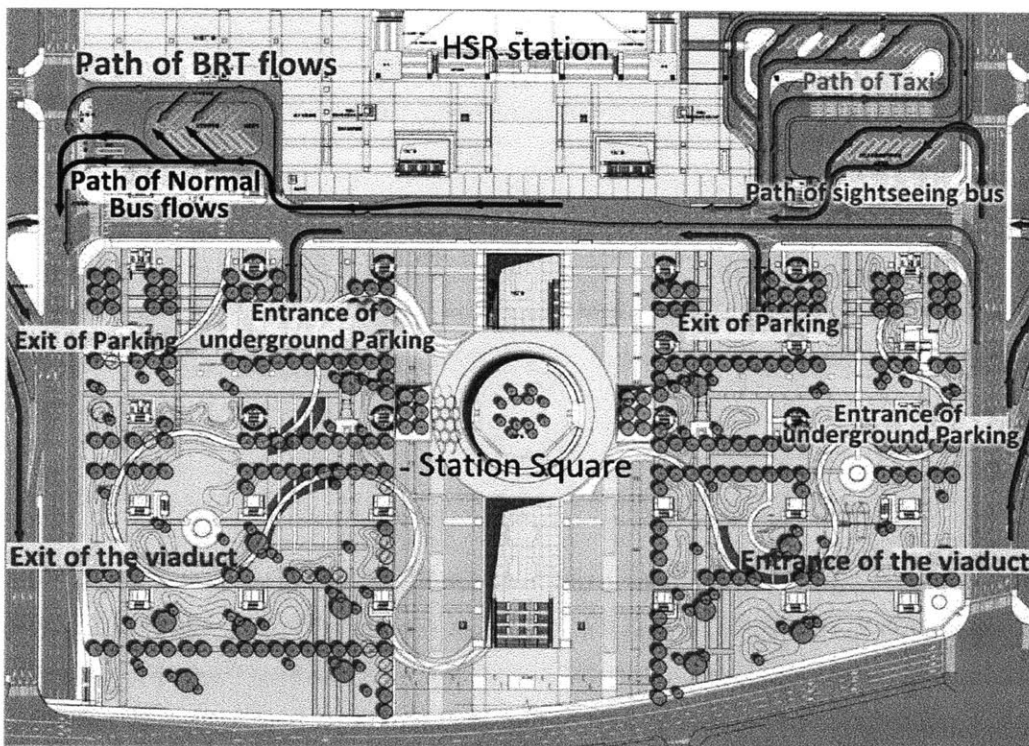 HSR station
Path of BRT flows
Path of Taxi
Path of Normal
Bus flows
Path of sightseeing bus
Exit of Parking
Entrance of
underground Parking
Exit of Parking
Entrance of
underground Parking
Station Square
Exit of the viaduct
Entrance of the viaduct